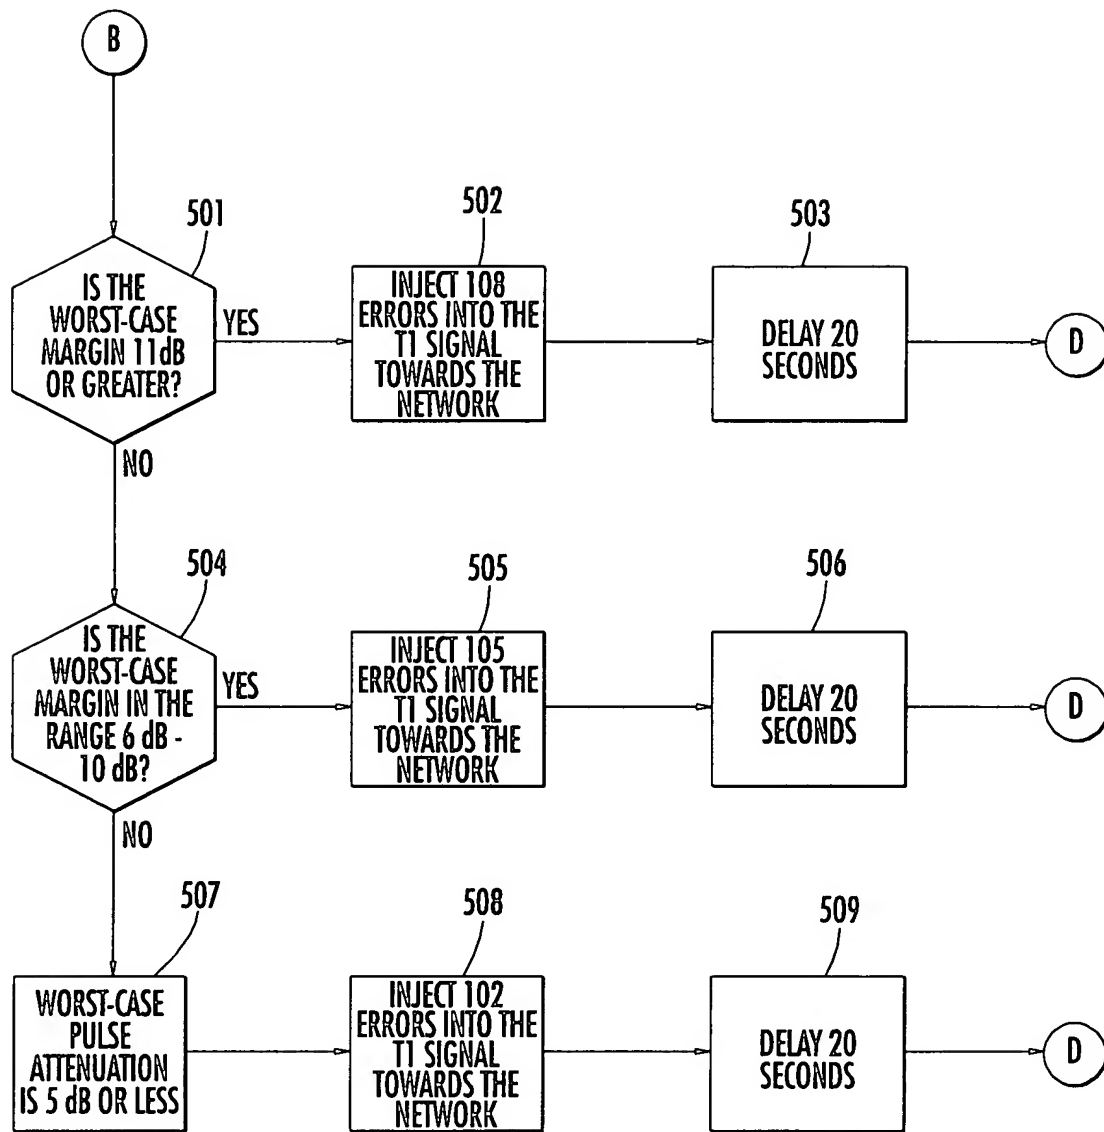 B
501
502
503
IS THE
WORST-CASE
MARGIN 11dB
OR GREATER?
YES
INJECT 108
ERRORS INTO THE
T1 SIGNAL
TOWARDS THE
NETWORK
DELAY 20
SECONDS
D
NO
504
505
506
IS THE
WORST-CASE
MARGIN IN THE
RANGE 6 dB -
10 dB?
YES
INJECT 105
ERRORS INTO THE
T1 SIGNAL
TOWARDS THE
NETWORK
DELAY 20
SECONDS
D
NO
507
508
509
WORST-CASE
PULSE
ATTENUATION
IS 5 dB OR LESS
INJECT 102
ERRORS INTO THE
T1 SIGNAL
TOWARDS THE
NETWORK
DELAY 20
SECONDS
D